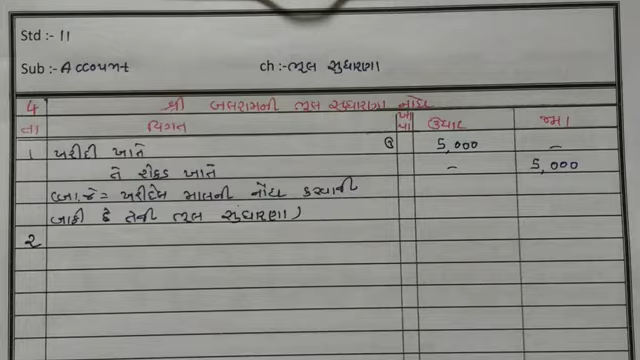 Std :- 11
Sub :- Account ch :- ભૂલ સુધારણા
4 શ્રી જલારામની ભૂલ સુધારણા નોંધ
તા વિગત ખા પા ઉધાર જમા
1 ખરીદી ખાતે ઉ 5,000 -
તે રોકડ ખાતે - 5,000
(બા.જે= ખરીદેલ માલની નોંધ કરવાની
બાકી હે તેની ભૂલ સુધારણા)
2